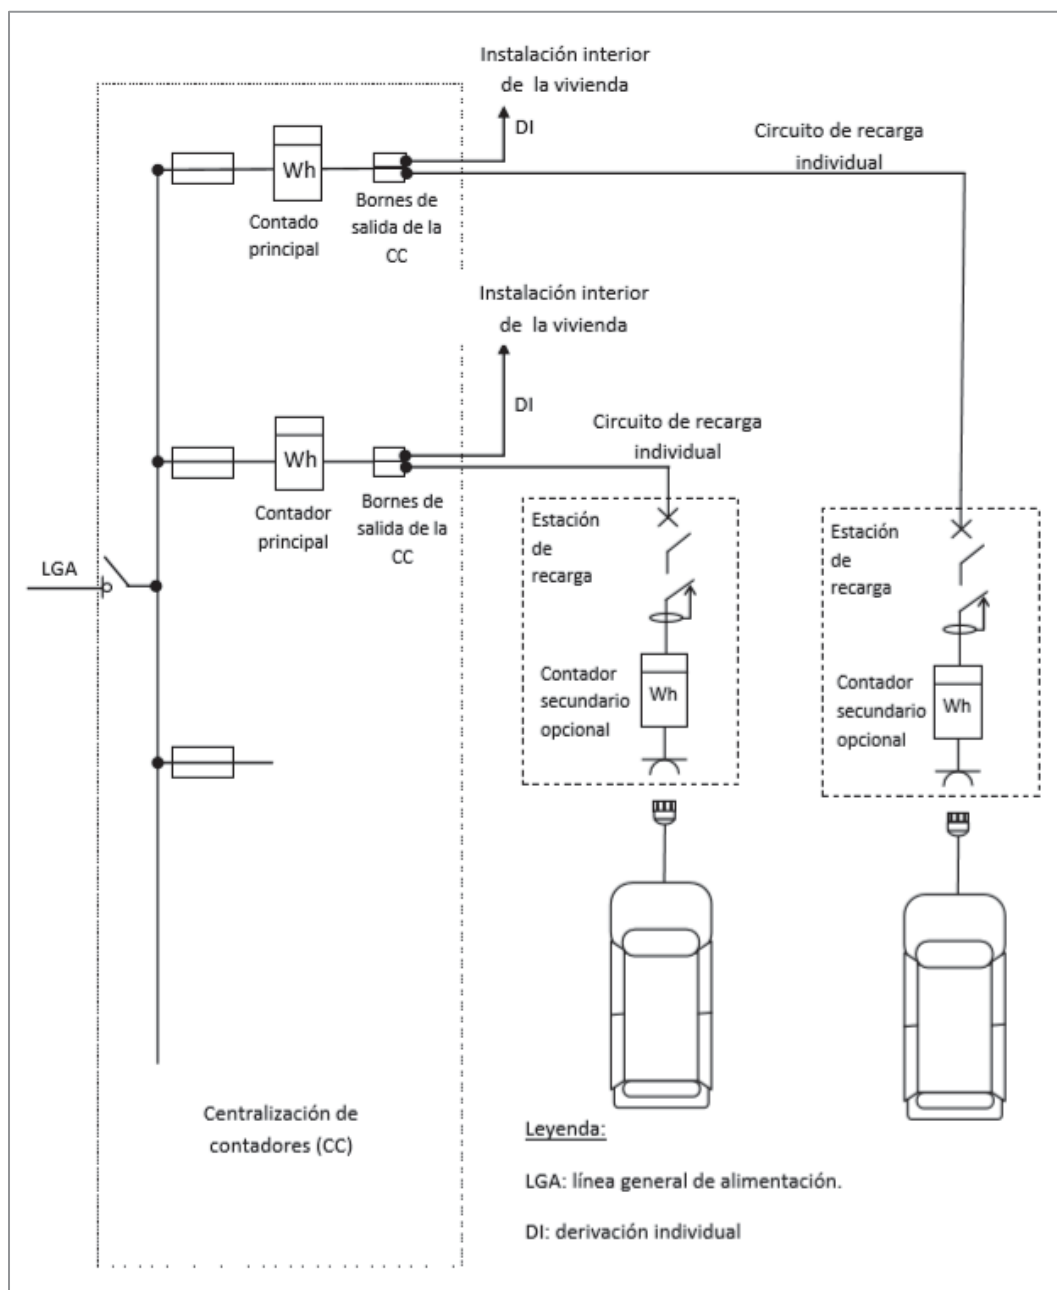 Instalación interior
de la vivienda
DI
Circuito de recarga
individual
Wh
Contado
principal
Bornes de
salida de la
CC
Instalación interior
de la vivienda
DI
Circuito de recarga
individual
Wh
Contador
principal
Bornes de
salida de la
CC
LGA
Estación
de
recarga
Contador
secundario
opcional
Wh
Estación
de
recarga
Contador
secundario
opcional
Wh
Centralización de
contadores (CC)
Leyenda:
LGA: línea general de alimentación.
DI: derivación individual